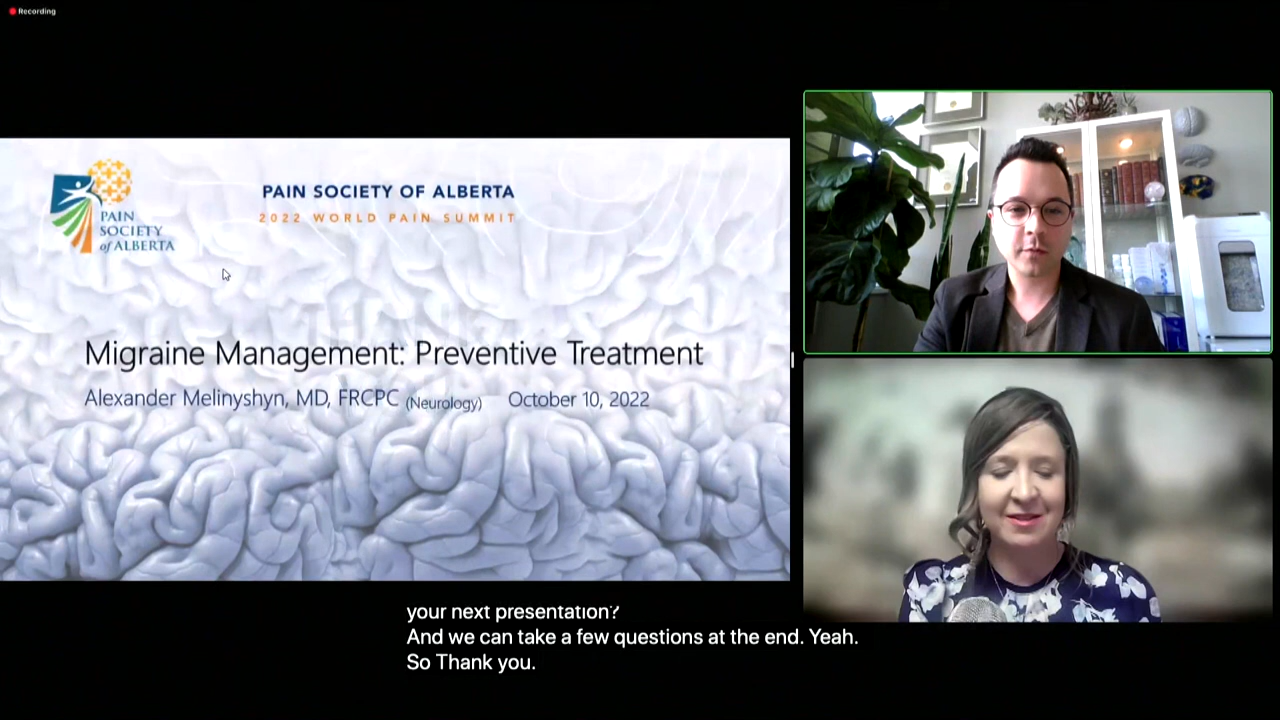 Recording
PAIN SOCIETY OF ALBERTA
2022 WORLD PAIN SUMMIT
PAIN
SOCIETY
of ALBERTA
Migraine Management: Preventive Treatment
Alexander Melinyshyn, MD, FRCPC (Neurology) October 10, 2022
your next presentation?
And we can take a few questions at the end. Yeah.
So Thank you.